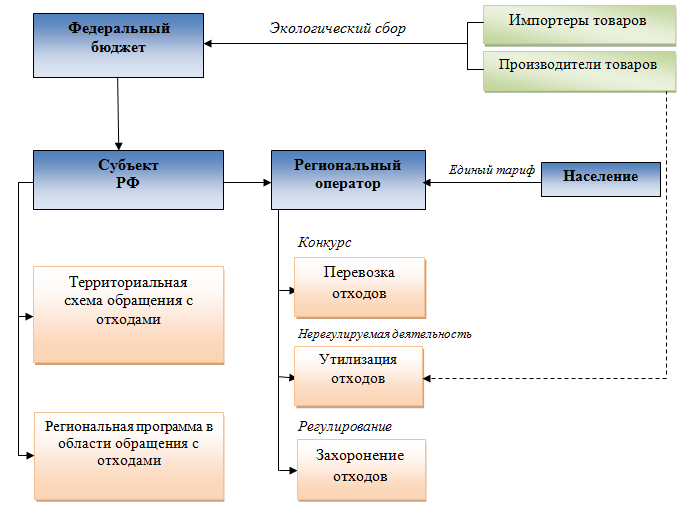 Федеральный
бюджет
Экологический сбор
Импортеры товаров
Производители товаров
Субъект
РФ
Региональный
оператор
Единый тариф
Население
Конкурс
Территориальная
схема обращения с
отходами
Перевозка
отходов
Нерегулируемая деятельность
Утилизация
отходов
Региональная программа в
области обращения с
отходами
Регулирование
Захоронение
отходов